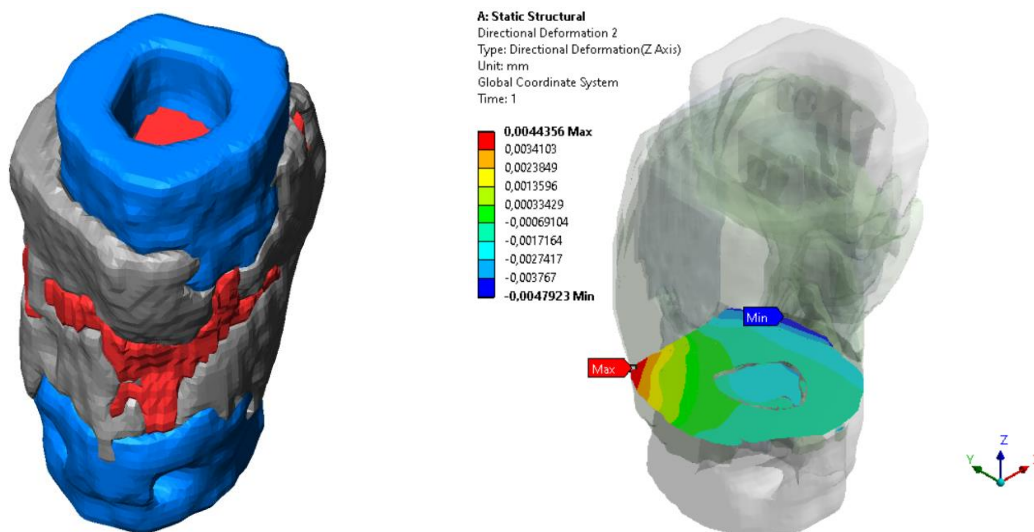 A: Static Structural
Directional Deformation 2
Type: Directional Deformation(Z Axis)
Unit: mm
Global Coordinate System
Time: 1
0,0044356 Max
0,0034103
0,0023849
0,0013596
0,00033429
-0,00069104
-0,0017164
-0,0027417
-0,003767
-0,0047923 Min
Min
Max
Z
Y